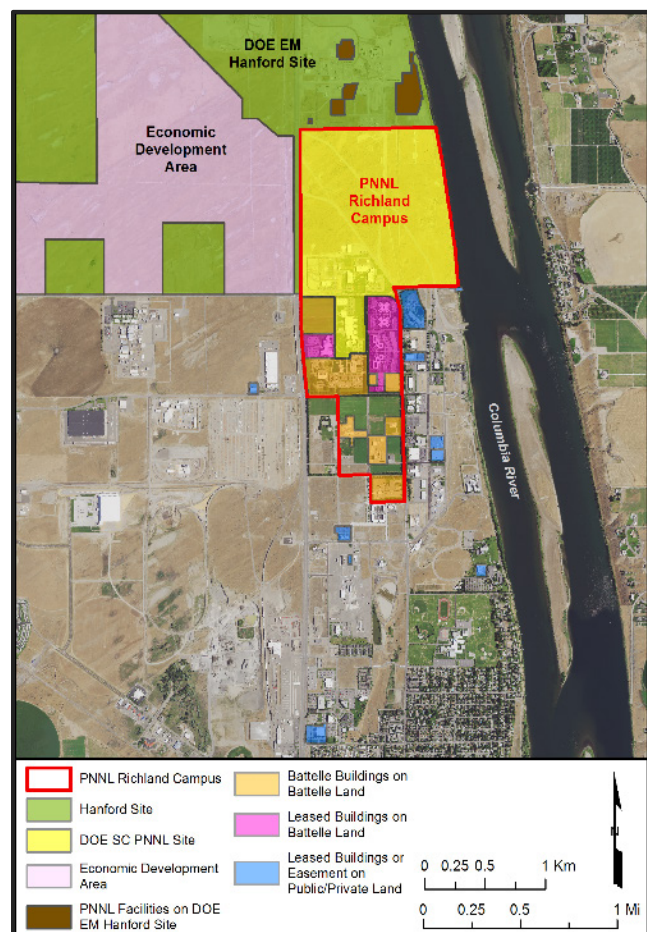 DOE EM
Hanford Site
Economic
Development
Area
PNNL
Richland
Campus
Columbia River
PNNL Richland Campus
Hanford Site
DOE SC PNNL Site
Economic Development
Area
PNNL Facilities on DOE
EM Hanford Site
Battelle Buildings on
Battelle Land
Leased Buildings on
Battelle Land
Leased Buildings or
Easement on
Public/Private Land
N
0 0.25 0.5 1 Km
0 0.25 0.5 1 Mi